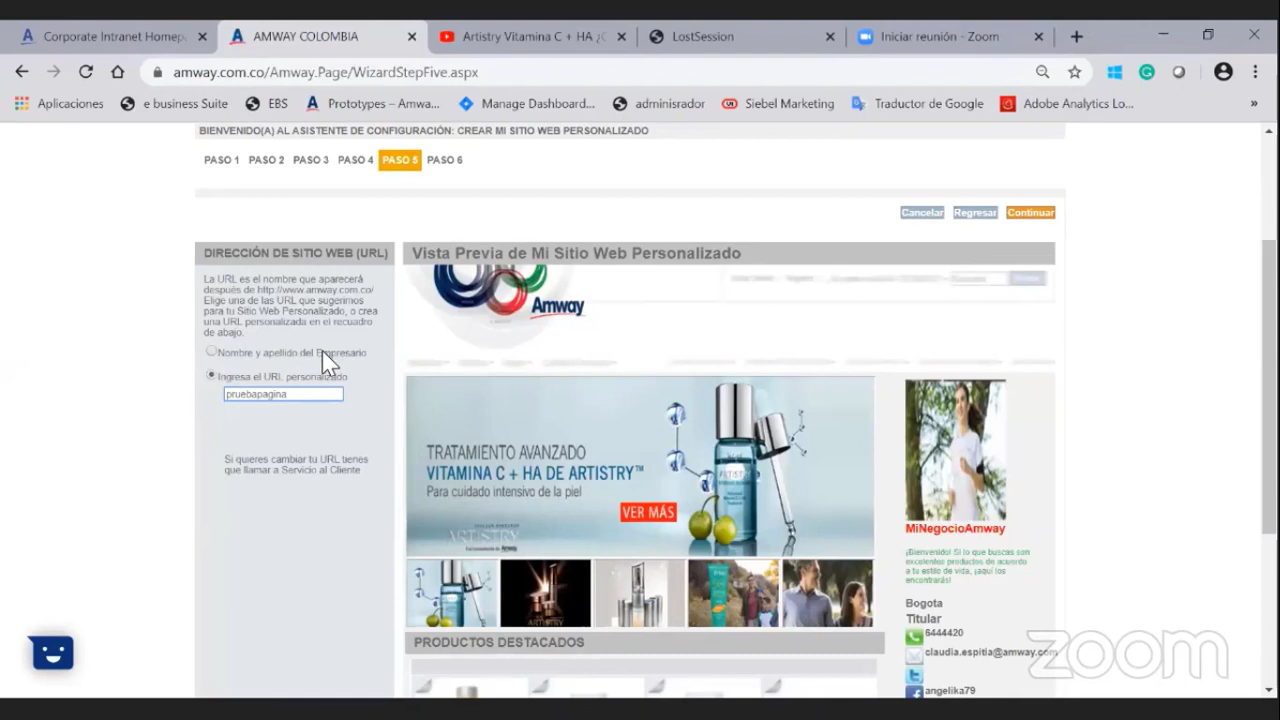 Corporate Intranet Homep
AMWAY COLOMBIA
Artistry Vitamina C + HA ¿C
LostSession
Iniciar reunión - Zoom
amway.com.co/Amway.Page/WizardStepFive.aspx
Aplicaciones
e business Suite
EBS
Prototypes – Amwa...
Manage Dashboard...
adminisrador
Siebel Marketing
Traductor de Google
Adobe Analytics Lo...
»
BIENVENIDO(A) AL ASISTENTE DE CONFIGURACIÓN: CREAR MI SITIO WEB PERSONALIZADO
PASO 1 PASO 2 PASO 3 PASO 4 PASO 5 PASO 6
Cancelar Regresar Continuar
DIRECCIÓN DE SITIO WEB (URL)
La URL es el nombre que aparecerá
después de http://www.amway.com.co/
Elige una de las URL que sugerimos
para tu Sitio Web Personalizado, o crea
una URL personalizada en el recuadro
de abajo.
Nombre y apellido del Empresario
Ingresa el URL personalizado
pruebapagina
Si quieres cambiar tu URL tienes
que llamar a Servicio al Cliente
Vista Previa de Mi Sitio Web Personalizado
Amway
TRATAMIENTO AVANZADO
VITAMINA C + HA DE ARTISTRY™
Para cuidado intensivo de la piel
VER MÁS
ARTISTRY
ARTISTRY
MiNegocioAmway
¡Bienvenido! Si lo que buscas son
excelentes productos de acuerdo
a tu estilo de vida, ¡aquí los
encontrarás!
Bogota
Titular
6444420
claudia.espitia@amway.com
angelika79
PRODUCTOS DESTACADOS
zoom